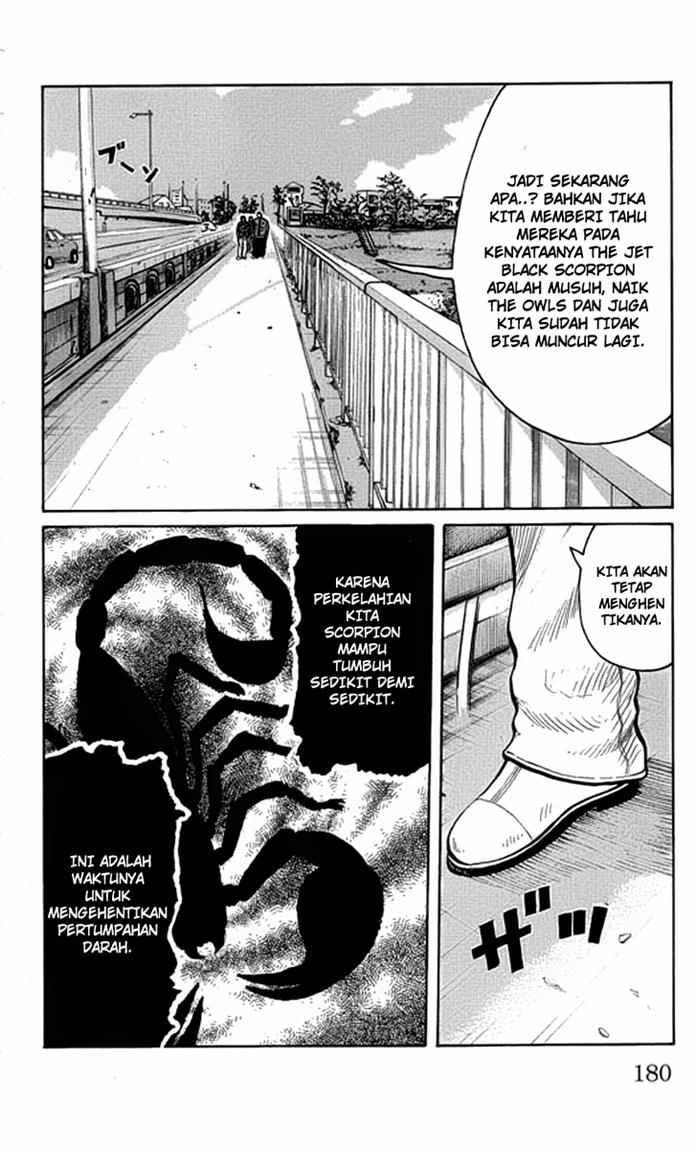 ブーン
JADI SEKARANG
APA..? BAHKAN JIKA
KITA MEMBERI TAHU
MEREKA PADA
KENYATAANYA THE JET
BLACK SCORPION
ADALAH MUSUH, NAIK
THE OWLS DAN JUGA
KITA SUDAH TIDAK
BISA MUNCUR LAGI.
KITA AKAN
TETAP
MENGHEN
TIKANYA.
ザッ
KARENA
PERKELAHIAN
KITA
SCORPION
MAMPU
TUMBUH
SEDIKIT DEMI
SEDIKIT.
INI ADALAH
WAKTUNYA
UNTUK
MENGEHENTIKAN
PERTUMPAHAN
DARAH.
180